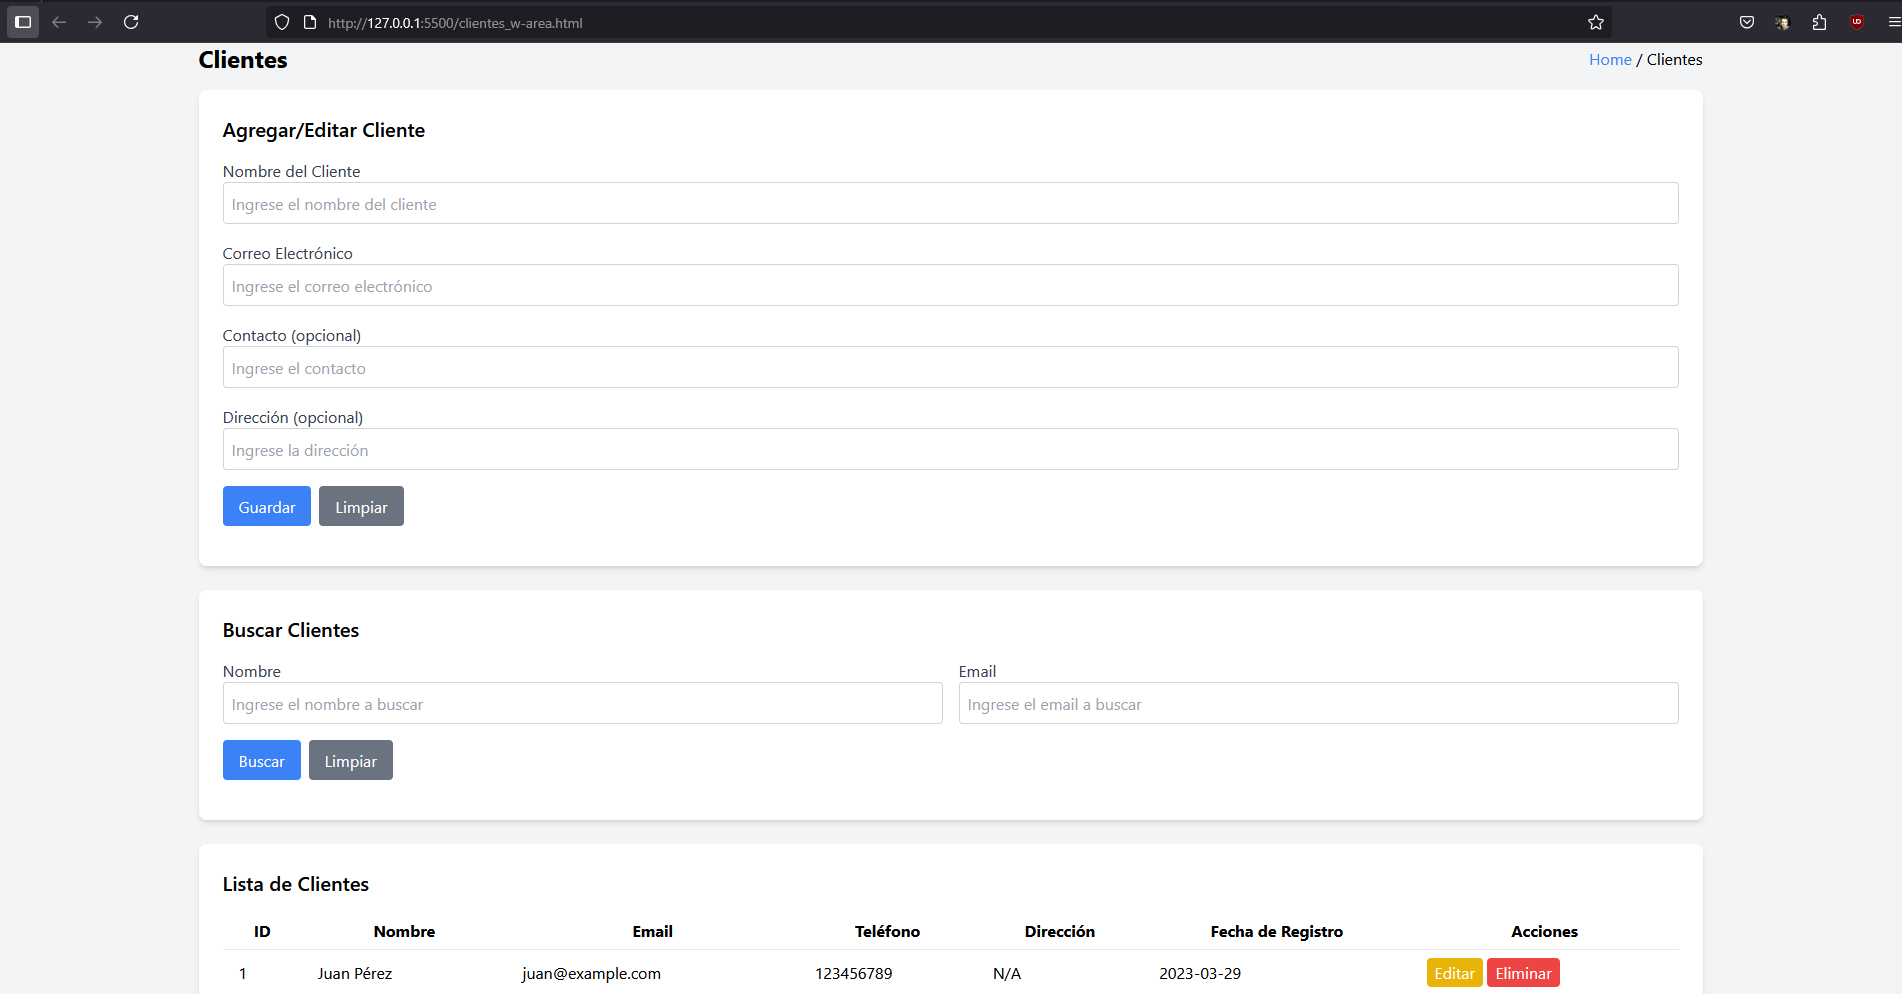 http://127.0.0.1:5500/clientes_w-area.html
Clientes
Home / Clientes
Agregar/Editar Cliente
Nombre del Cliente
Ingrese el nombre del cliente
Correo Electrónico
Ingrese el correo electrónico
Contacto (opcional)
Ingrese el contacto
Dirección (opcional)
Ingrese la dirección
Guardar Limpiar
Buscar Clientes
Nombre Email
Ingrese el nombre a buscar Ingrese el email a buscar
Buscar Limpiar
Lista de Clientes
ID Nombre Email Teléfono Dirección Fecha de Registro Acciones
1 Juan Pérez juan@example.com 123456789 N/A 2023-03-29 Editar Eliminar